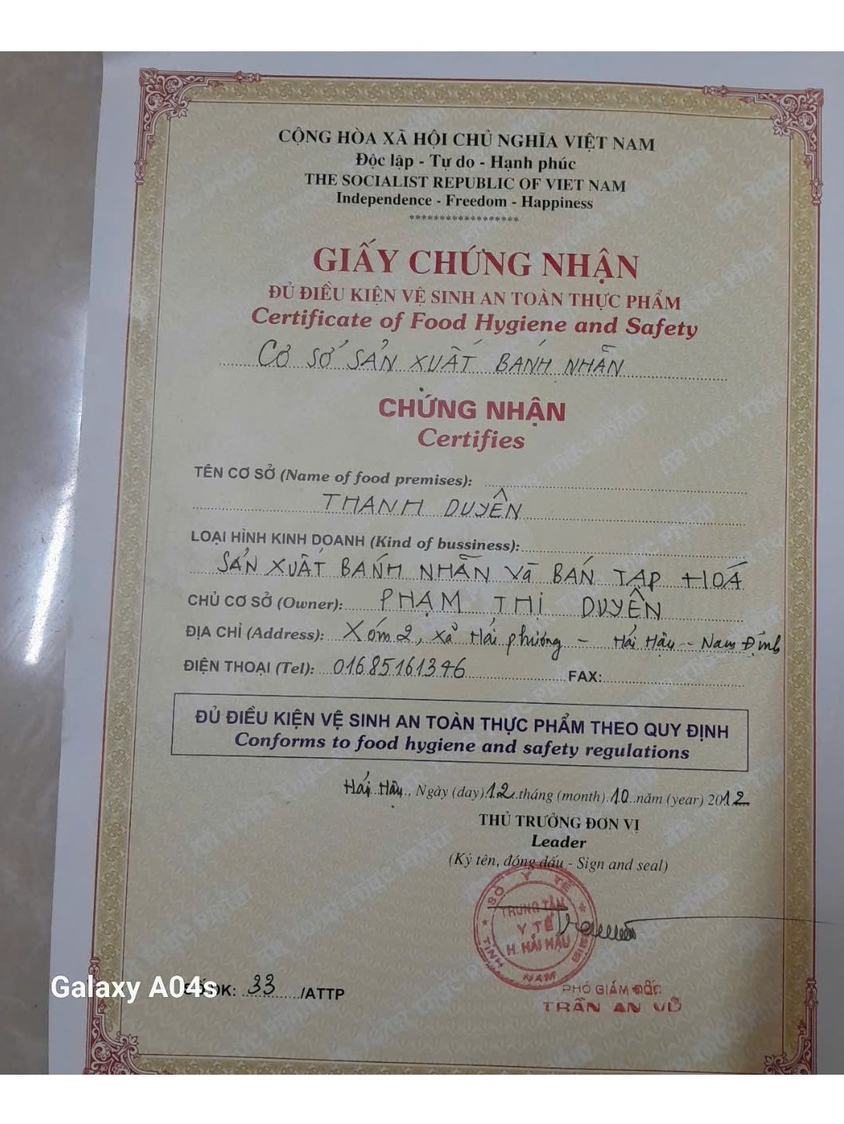 CỘNG HÒA XÃ HỘI CHỦ NGHĨA VIỆT NAM
Độc lập - Tự do - Hạnh phúc
THE SOCIALIST REPUBLIC OF VIET NAM
Independence - Freedom - Happiness
******************
GIẤY CHỨNG NHẬN
ĐỦ ĐIỀU KIỆN VỆ SINH AN TOÀN THỰC PHẨM
Certificate of Food Hygiene and Safety
CƠ SỞ SẢN XUẤT BÁNH NHÃN
CHỨNG NHẬN
Certifies
TÊN CƠ SỞ (Name of food premises):
THANH DUYÊN
LOẠI HÌNH KINH DOANH (Kind of bussiness):
SẢN XUẤT BÁNH NHÃN Và BÁN TẠP HOÁ
CHỦ CƠ SỞ (Owner): PHẠM THỊ DUYÊN
ĐỊA CHỈ (Address): Xóm 2, xã Hải Phương - Hải Hậu - Nam Định
ĐIỆN THOẠI (Tel): 01685161346 FAX:
ĐỦ ĐIỀU KIỆN VỆ SINH AN TOÀN THỰC PHẨM THEO QUY ĐỊNH
Conforms to food hygiene and safety regulations
Hải Hậu, Ngày (day) 12 tháng (month) 10 năm (year) 2012
THỦ TRƯỞNG ĐƠN VỊ
Leader
(Ký tên, đóng dấu - Sign and seal)
SỞ Y TẾ
TRUNG TÂM
Y TẾ
H. HẢI HẬU
TỈNH NAM ĐỊNH
PHÓ GIÁM ĐỐC
TRẦN AN VŨ
Galaxy A04s
ĐK: 33 /ATTP